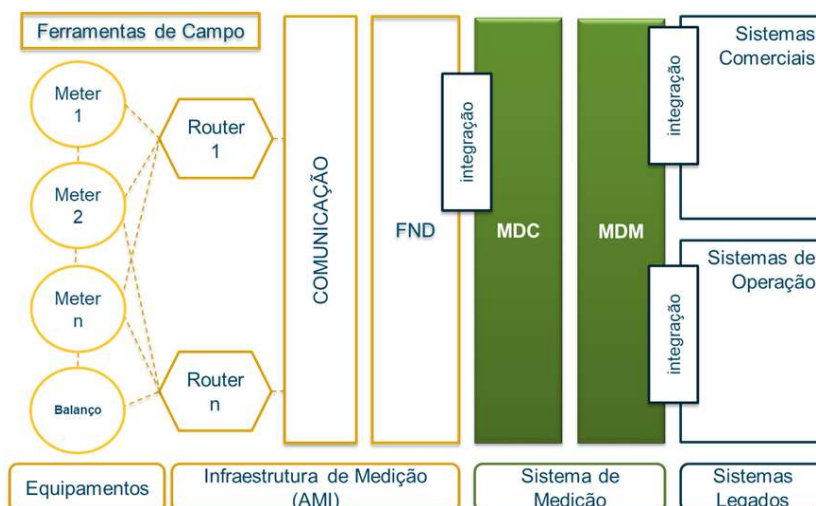 Ferramentas de Campo
Meter
1
Meter
2
Meter
n
Balanço
Router
1
Router
n
COMUNICAÇÃO
FND
integração
MDC
MDM
integração
Sistemas
Comerciais
integração
Sistemas de
Operação
Equipamentos
Infraestrutura de Medição
(AMI)
Sistema de
Medição
Sistemas
Legados